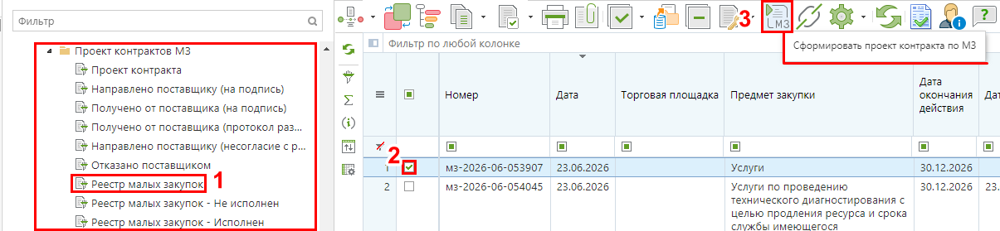 Фильтр
Проект контрактов МЗ
Проект контракта
Направлено поставщику (на подпись)
Получено от поставщика (на подпись)
Получено от поставщика (протокол раз...
Направлено поставщику (несогласие с р...
Отказано поставщиком
Реестр малых закупок 1
Реестр малых закупок - Не исполнен
Реестр малых закупок - Исполнен
3 МЗ
Фильтр по любой колонке
Сформировать проект контракта по МЗ
Номер Дата Торговая площадка Предмет закупки Дата окончания действия Дат
2
1 мз-2026-06-053907 23.06.2026 Услуги 30.12.2026
2 мз-2026-06-054045 23.06.2026 Услуги по проведению 30.12.2026 23.
технического диагностирования с
целью продления ресурса и срока
службы имеющегося